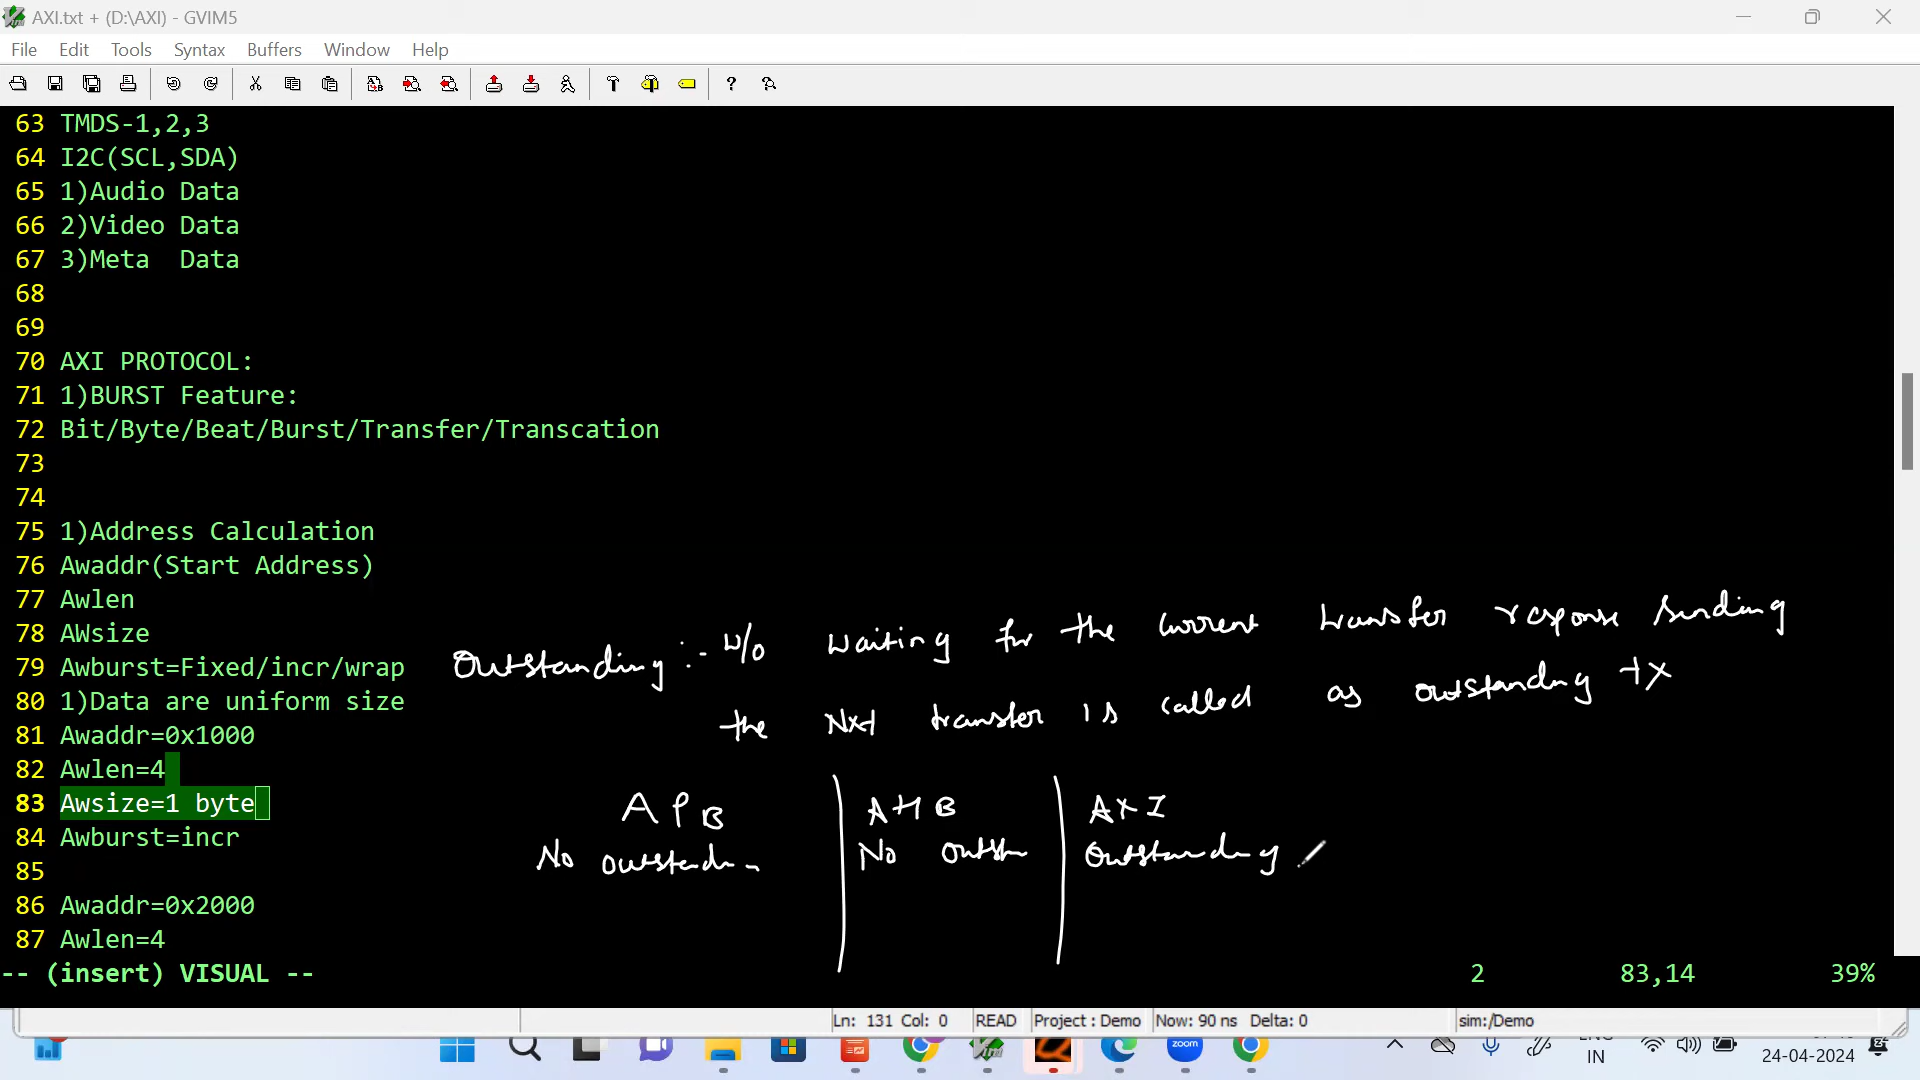 AXI.txt + (D:\AXI) - GVIM5
File Edit Tools Syntax Buffers Window Help
63 TMDS-1,2,3
64 I2C(SCL,SDA)
65 1)Audio Data
66 2)Video Data
67 3)Meta  Data
68
69
70 AXI PROTOCOL:
71 1)BURST Feature:
72 Bit/Byte/Beat/Burst/Transfer/Transcation
73
74
75 1)Address Calculation
76 Awaddr(Start Address)
77 Awlen
78 AWsize
79 Awburst=Fixed/incr/wrap
80 1)Data are uniform size
81 Awaddr=0x1000
82 Awlen=4
83 Awsize=1 byte
84 Awburst=incr
85
86 Awaddr=0x2000
87 Awlen=4
Outstanding :- w/o waiting for the current transfer response sending
the Nxt transfer is called as outstanding tx
APB AHB AXI
No outstandin No outstn Outstanding
-- (insert) VISUAL -- 2 83,14 39%
Ln: 131 Col: 0 READ Project : Demo Now: 90 ns Delta: 0 sim:/Demo
zoom
IN
24-04-2024